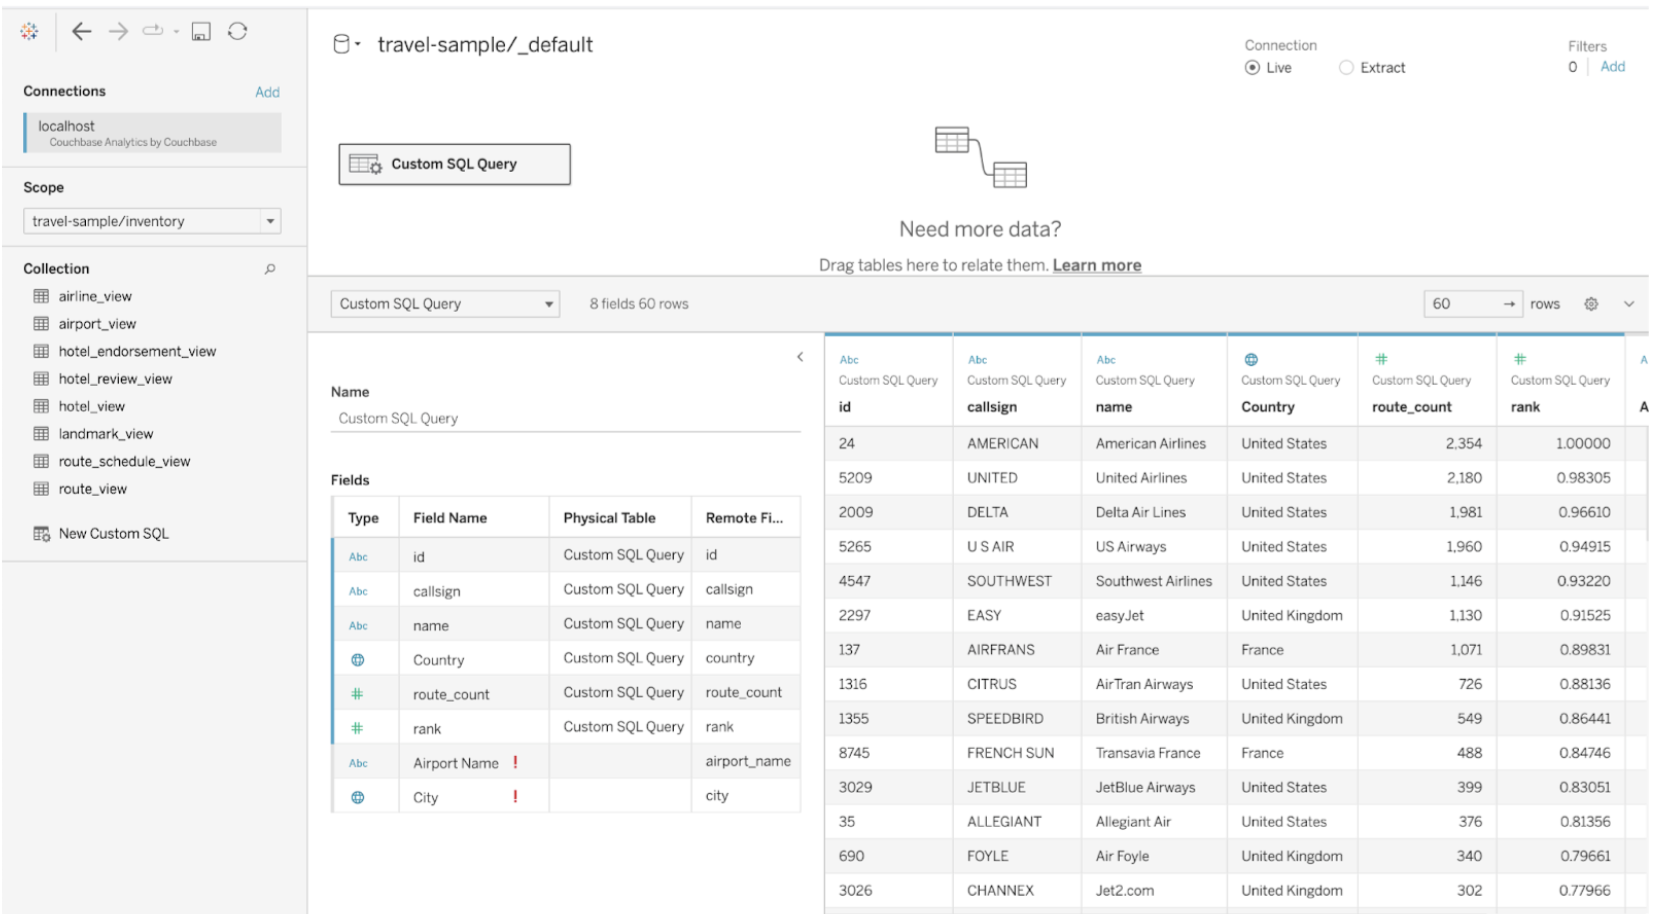 travel-sample/_default
Connection
Live
Extract
Filters
0 | Add
Connections Add
localhost
Couchbase Analytics by Couchbase
Scope
travel-sample/inventory
Collection
airline_view
airport_view
hotel_endorsement_view
hotel_review_view
hotel_view
landmark_view
route_schedule_view
route_view
New Custom SQL
Custom SQL Query
Need more data?
Drag tables here to relate them. Learn more
Custom SQL Query 8 fields 60 rows 60 → rows
Name
Custom SQL Query
Fields
Type Field Name Physical Table Remote Fi...
Abc id Custom SQL Query id
Abc callsign Custom SQL Query callsign
Abc name Custom SQL Query name
Country Custom SQL Query country
# route_count Custom SQL Query route_count
# rank Custom SQL Query rank
Abc Airport Name ! airport_name
City ! city
Abc Abc Abc # # A
Custom SQL Query Custom SQL Query Custom SQL Query Custom SQL Query Custom SQL Query Custom SQL Query
id callsign name Country route_count rank A
24 AMERICAN American Airlines United States 2,354 1.00000
5209 UNITED United Airlines United States 2,180 0.98305
2009 DELTA Delta Air Lines United States 1,981 0.96610
5265 U S AIR US Airways United States 1,960 0.94915
4547 SOUTHWEST Southwest Airlines United States 1,146 0.93220
2297 EASY easyJet United Kingdom 1,130 0.91525
137 AIRFRANS Air France France 1,071 0.89831
1316 CITRUS AirTran Airways United States 726 0.88136
1355 SPEEDBIRD British Airways United Kingdom 549 0.86441
8745 FRENCH SUN Transavia France France 488 0.84746
3029 JETBLUE JetBlue Airways United States 399 0.83051
35 ALLEGIANT Allegiant Air United States 376 0.81356
690 FOYLE Air Foyle United Kingdom 340 0.79661
3026 CHANNEX Jet2.com United Kingdom 302 0.77966